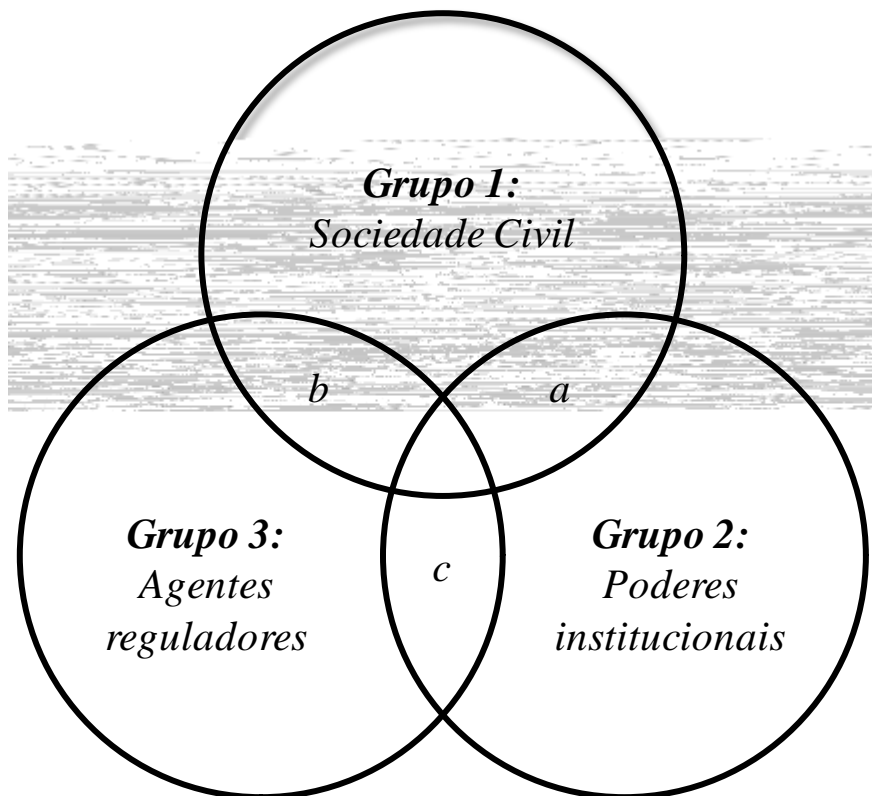 Grupo 1:
Sociedade Civil
b
a
Grupo 3:
Agentes
reguladores
c
Grupo 2:
Poderes
institucionais